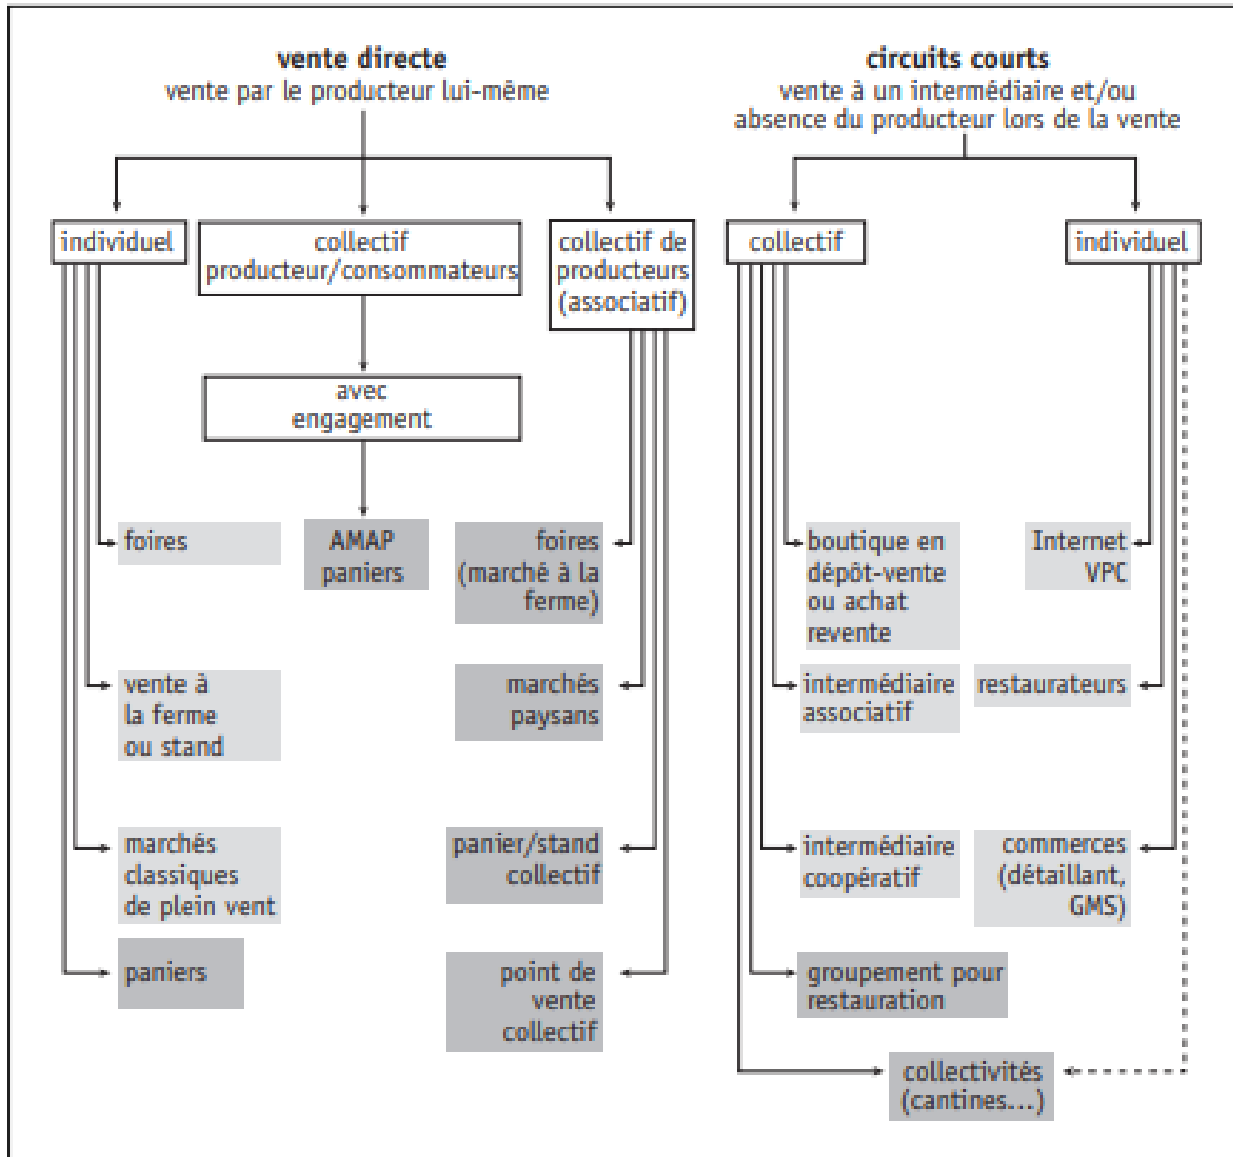 vente directe
vente par le producteur lui-même
individuel
collectif
producteur/consommateurs
collectif de
producteurs
(associatif)
avec
engagement
foires
vente à
la ferme
ou stand
marchés
classiques
de plein vent
paniers
AMAP
paniers
foires
(marché à la
ferme)
marchés
paysans
panier/stand
collectif
point de
vente
collectif
circuits courts
vente à un intermédiaire et/ou
absence du producteur lors de la vente
collectif
individuel
boutique en
dépôt-vente
ou achat
revente
intermédiaire
associatif
intermédiaire
coopératif
groupement pour
restauration
Internet
VPC
restaurateurs
commerces
(détaillant,
GMS)
collectivités
(cantines...)